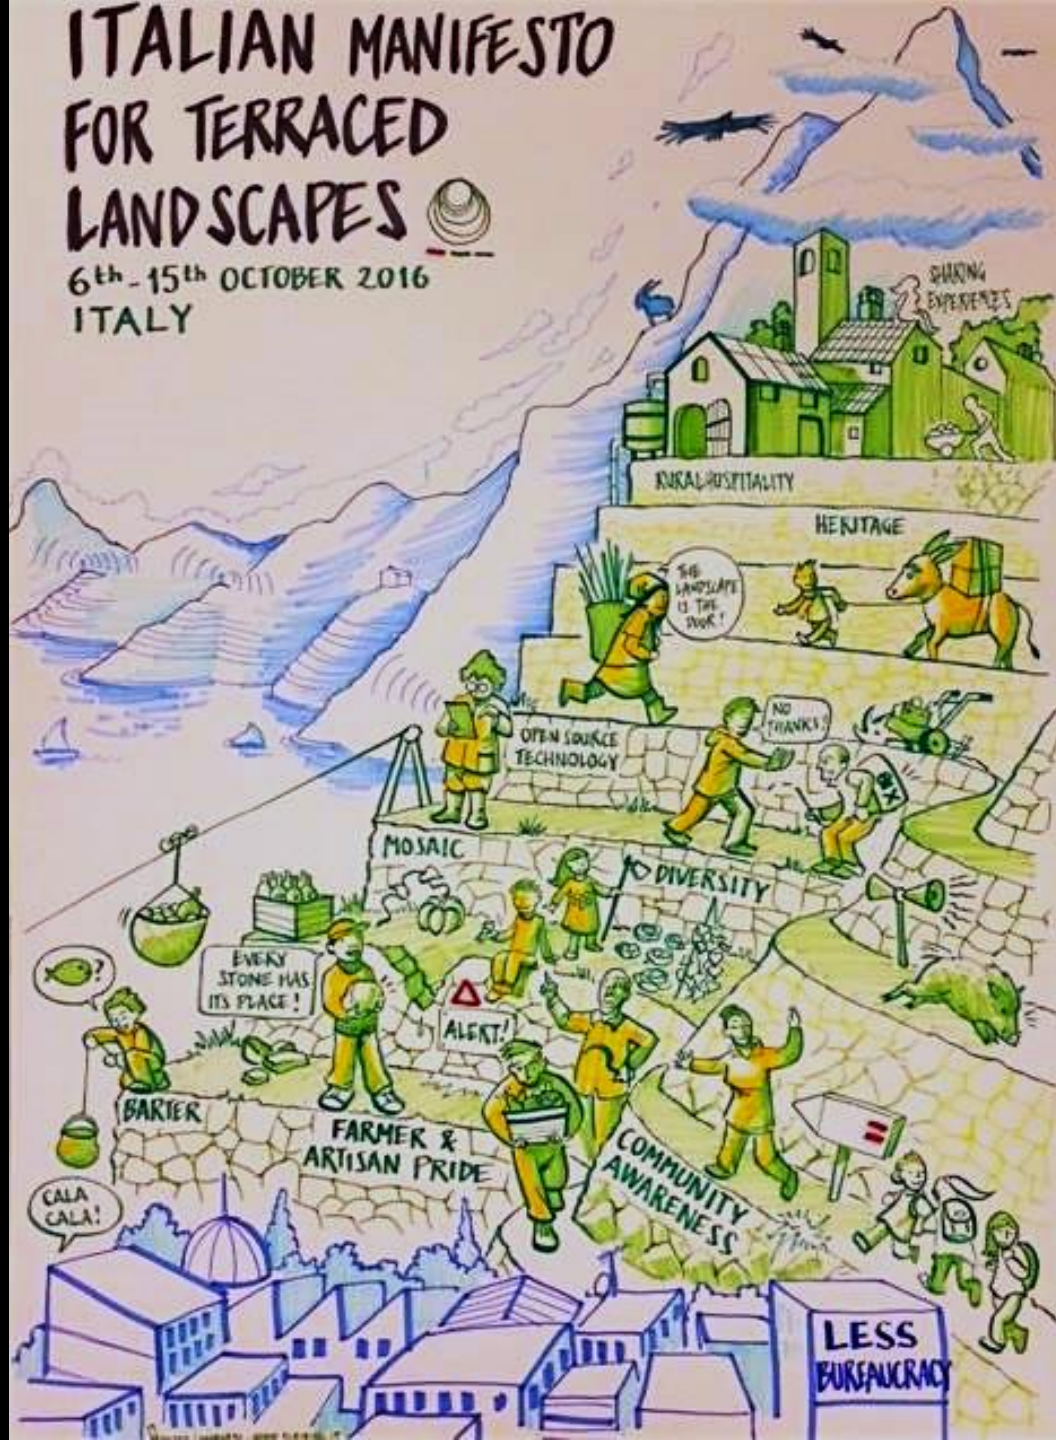 ITALIAN MANIFESTO
FOR TERRACED
LANDSCAPES
6th-15th OCTOBER 2016
ITALY
SHARING
EXPERIENCES
RURAL HOSPITALITY
HERITAGE
THE
LANDSCAPE
IS THE
DOOR!
NO
THANKS!
OPEN SOURCE
TECHNOLOGY
MOSAIC
DIVERSITY
?
EVERY
STONE HAS
ITS PLACE!
ALERT!
BARTER
FARMER &
ARTISAN PRIDE
COMMUNITY
AWARENESS
CALA
CALA!
LESS
BUREAUCRACY